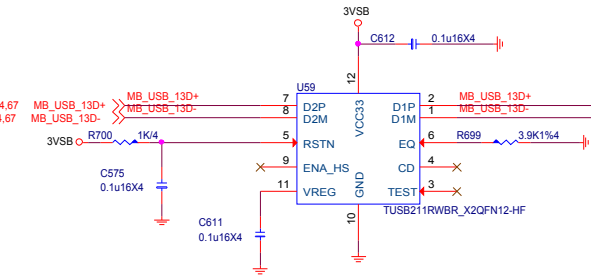 3VSB
C612
0.1u16X4
U59
12
4,67
MB_USB_13D+
MB_USB_13D+
7
D2P
VCC33
D1P
2
MB_USB_13D+
4,67
MB_USB_13D-
MB_USB_13D-
8
D2M
D1M
1
MB_USB_13D-
3VSB
R700
1K/4
5
RSTN
EQ
6
R699
3.9K1%4
9
ENA_HS
CD
4
C575
0.1u16X4
11
VREG
GND
TEST
3
10
TUSB211RWBR_X2QFN12-HF
C611
0.1u16X4